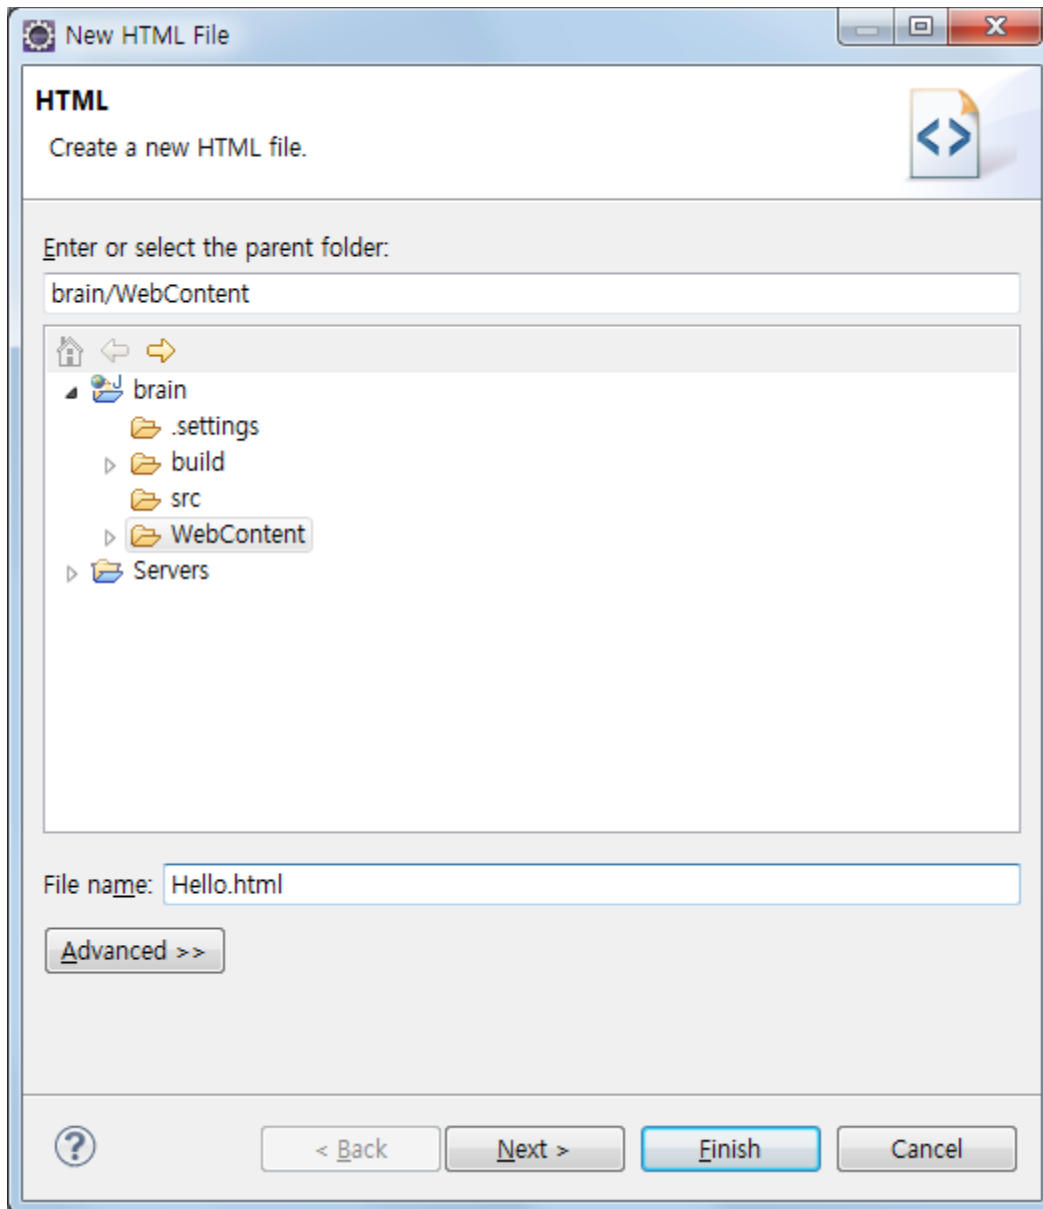 New HTML File
HTML
Create a new HTML file.
Enter or select the parent folder:
brain/WebContent
brain
.settings
build
src
WebContent
Servers
File name: Hello.html
Advanced >>
< Back Next > Finish Cancel